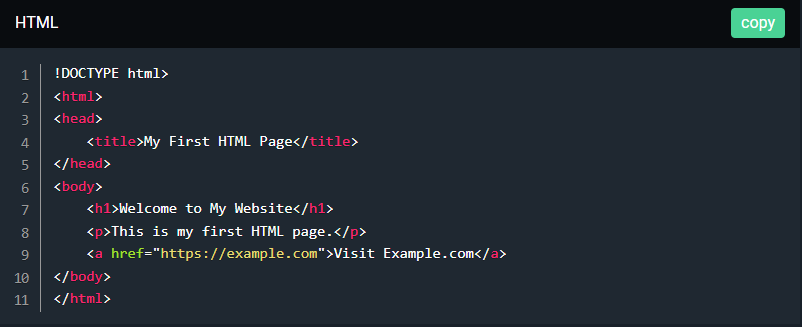 HTML
copy
1 !DOCTYPE html>
2 <html>
3 <head>
4     <title>My First HTML Page</title>
5 </head>
6 <body>
7     <h1>Welcome to My Website</h1>
8     <p>This is my first HTML page.</p>
9     <a href="https://example.com">Visit Example.com</a>
10 </body>
11 </html>